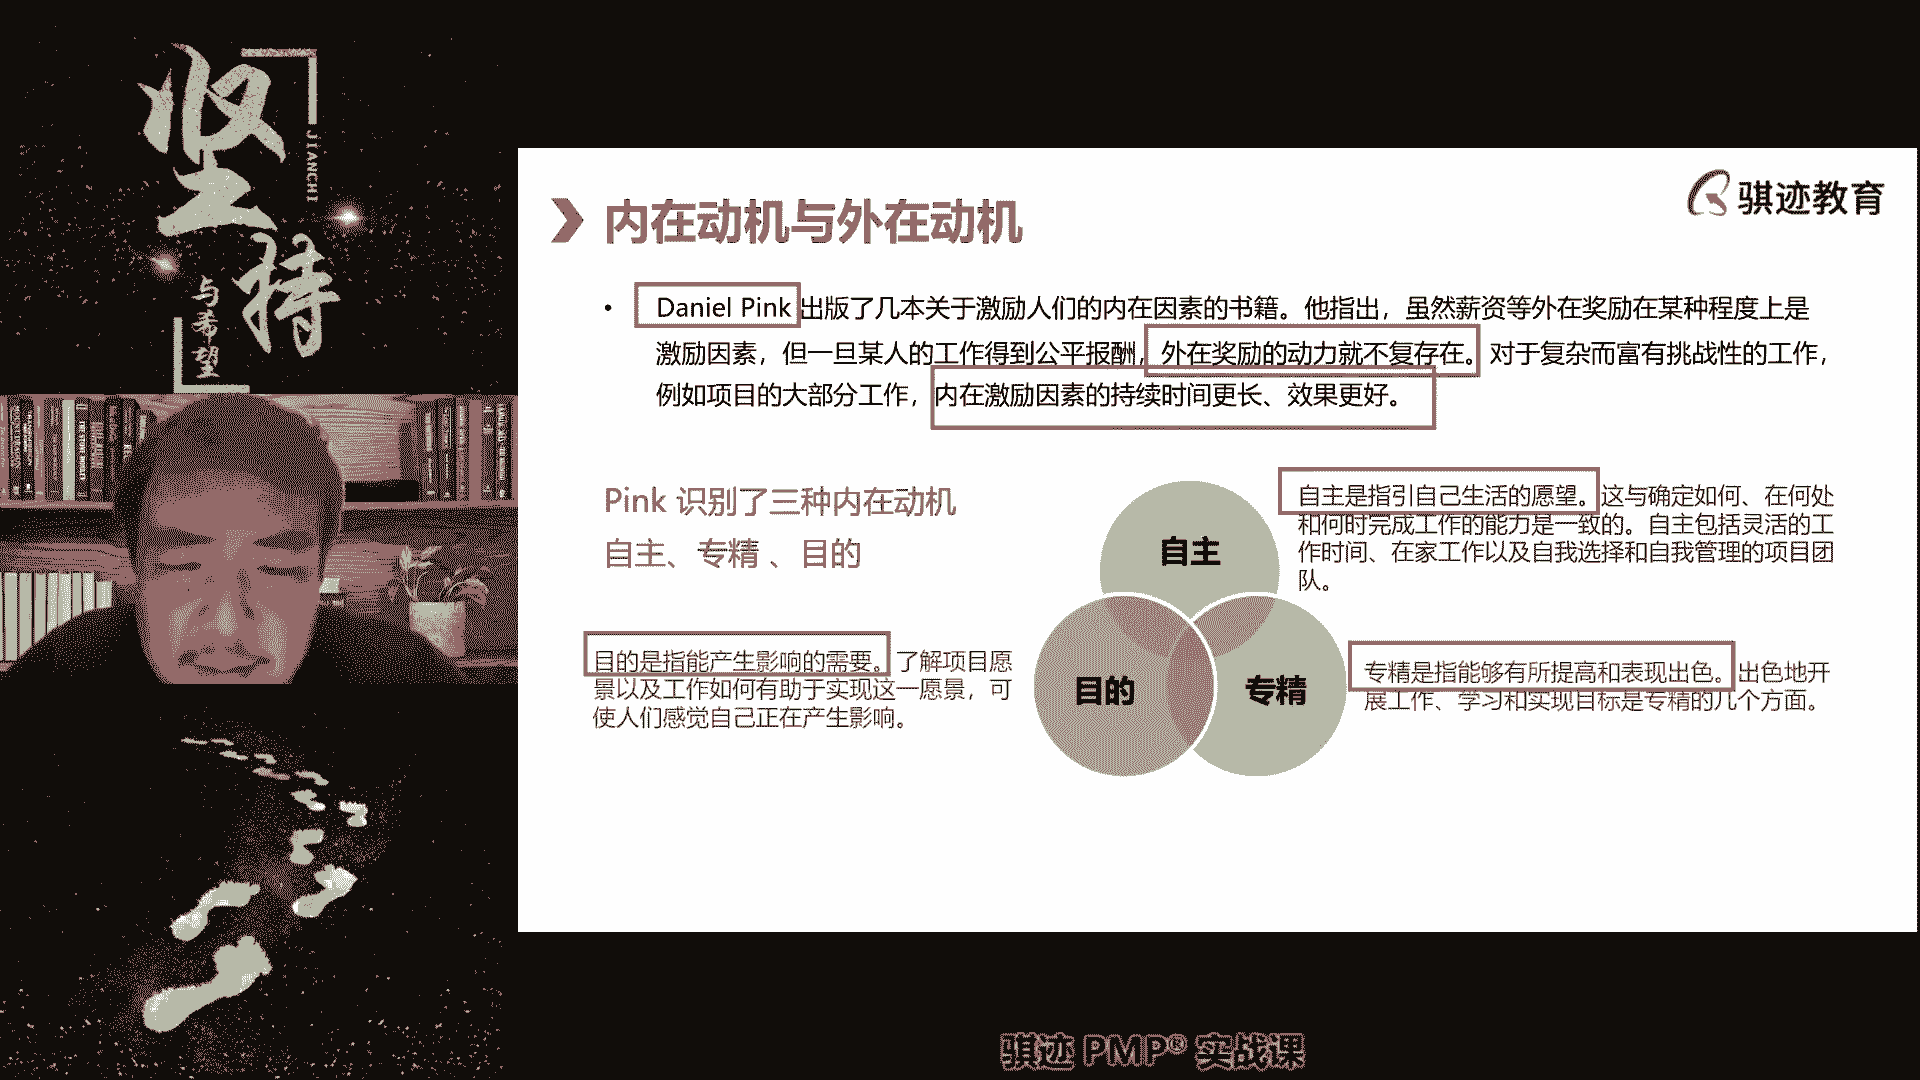 坚持
JIANCHI
与希望
骐迹教育
内在动机与外在动机
• Daniel Pink 出版了几本关于激励人们的内在因素的书籍。他指出，虽然薪资等外在奖励在某种程度上是
激励因素，但一旦某人的工作得到公平报酬，外在奖励的动力就不复存在。对于复杂而富有挑战性的工作，
例如项目的大部分工作，内在激励因素的持续时间更长、效果更好。
Pink 识别了三种内在动机
自主、专精 、目的
自主
自主是指引自己生活的愿望。这与确定如何、在何处
和何时完成工作的能力是一致的。自主包括灵活的工
作时间、在家工作以及自我选择和自我管理的项目团
队。
目的是指能产生影响的需要。了解项目愿
景以及工作如何有助于实现这一愿景，可
使人们感觉自己正在产生影响。
目的
专精
专精是指能够有所提高和表现出色。出色地开
展工作、学习和实现目标是专精的几个方面。
骐迹 PMP® 实战课